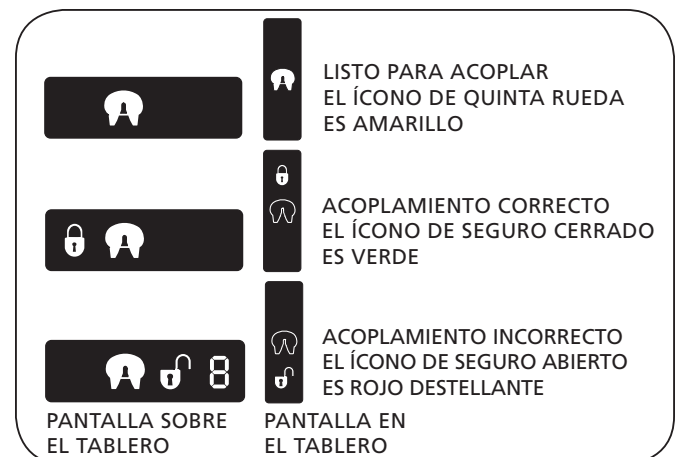 LISTO PARA ACOPLAR
EL ÍCONO DE QUINTA RUEDA
ES AMARILLO
ACOPLAMIENTO CORRECTO
EL ÍCONO DE SEGURO CERRADO
ES VERDE
8
ACOPLAMIENTO INCORRECTO
EL ÍCONO DE SEGURO ABIERTO
ES ROJO DESTELLANTE
PANTALLA SOBRE
EL TABLERO
PANTALLA EN
EL TABLERO